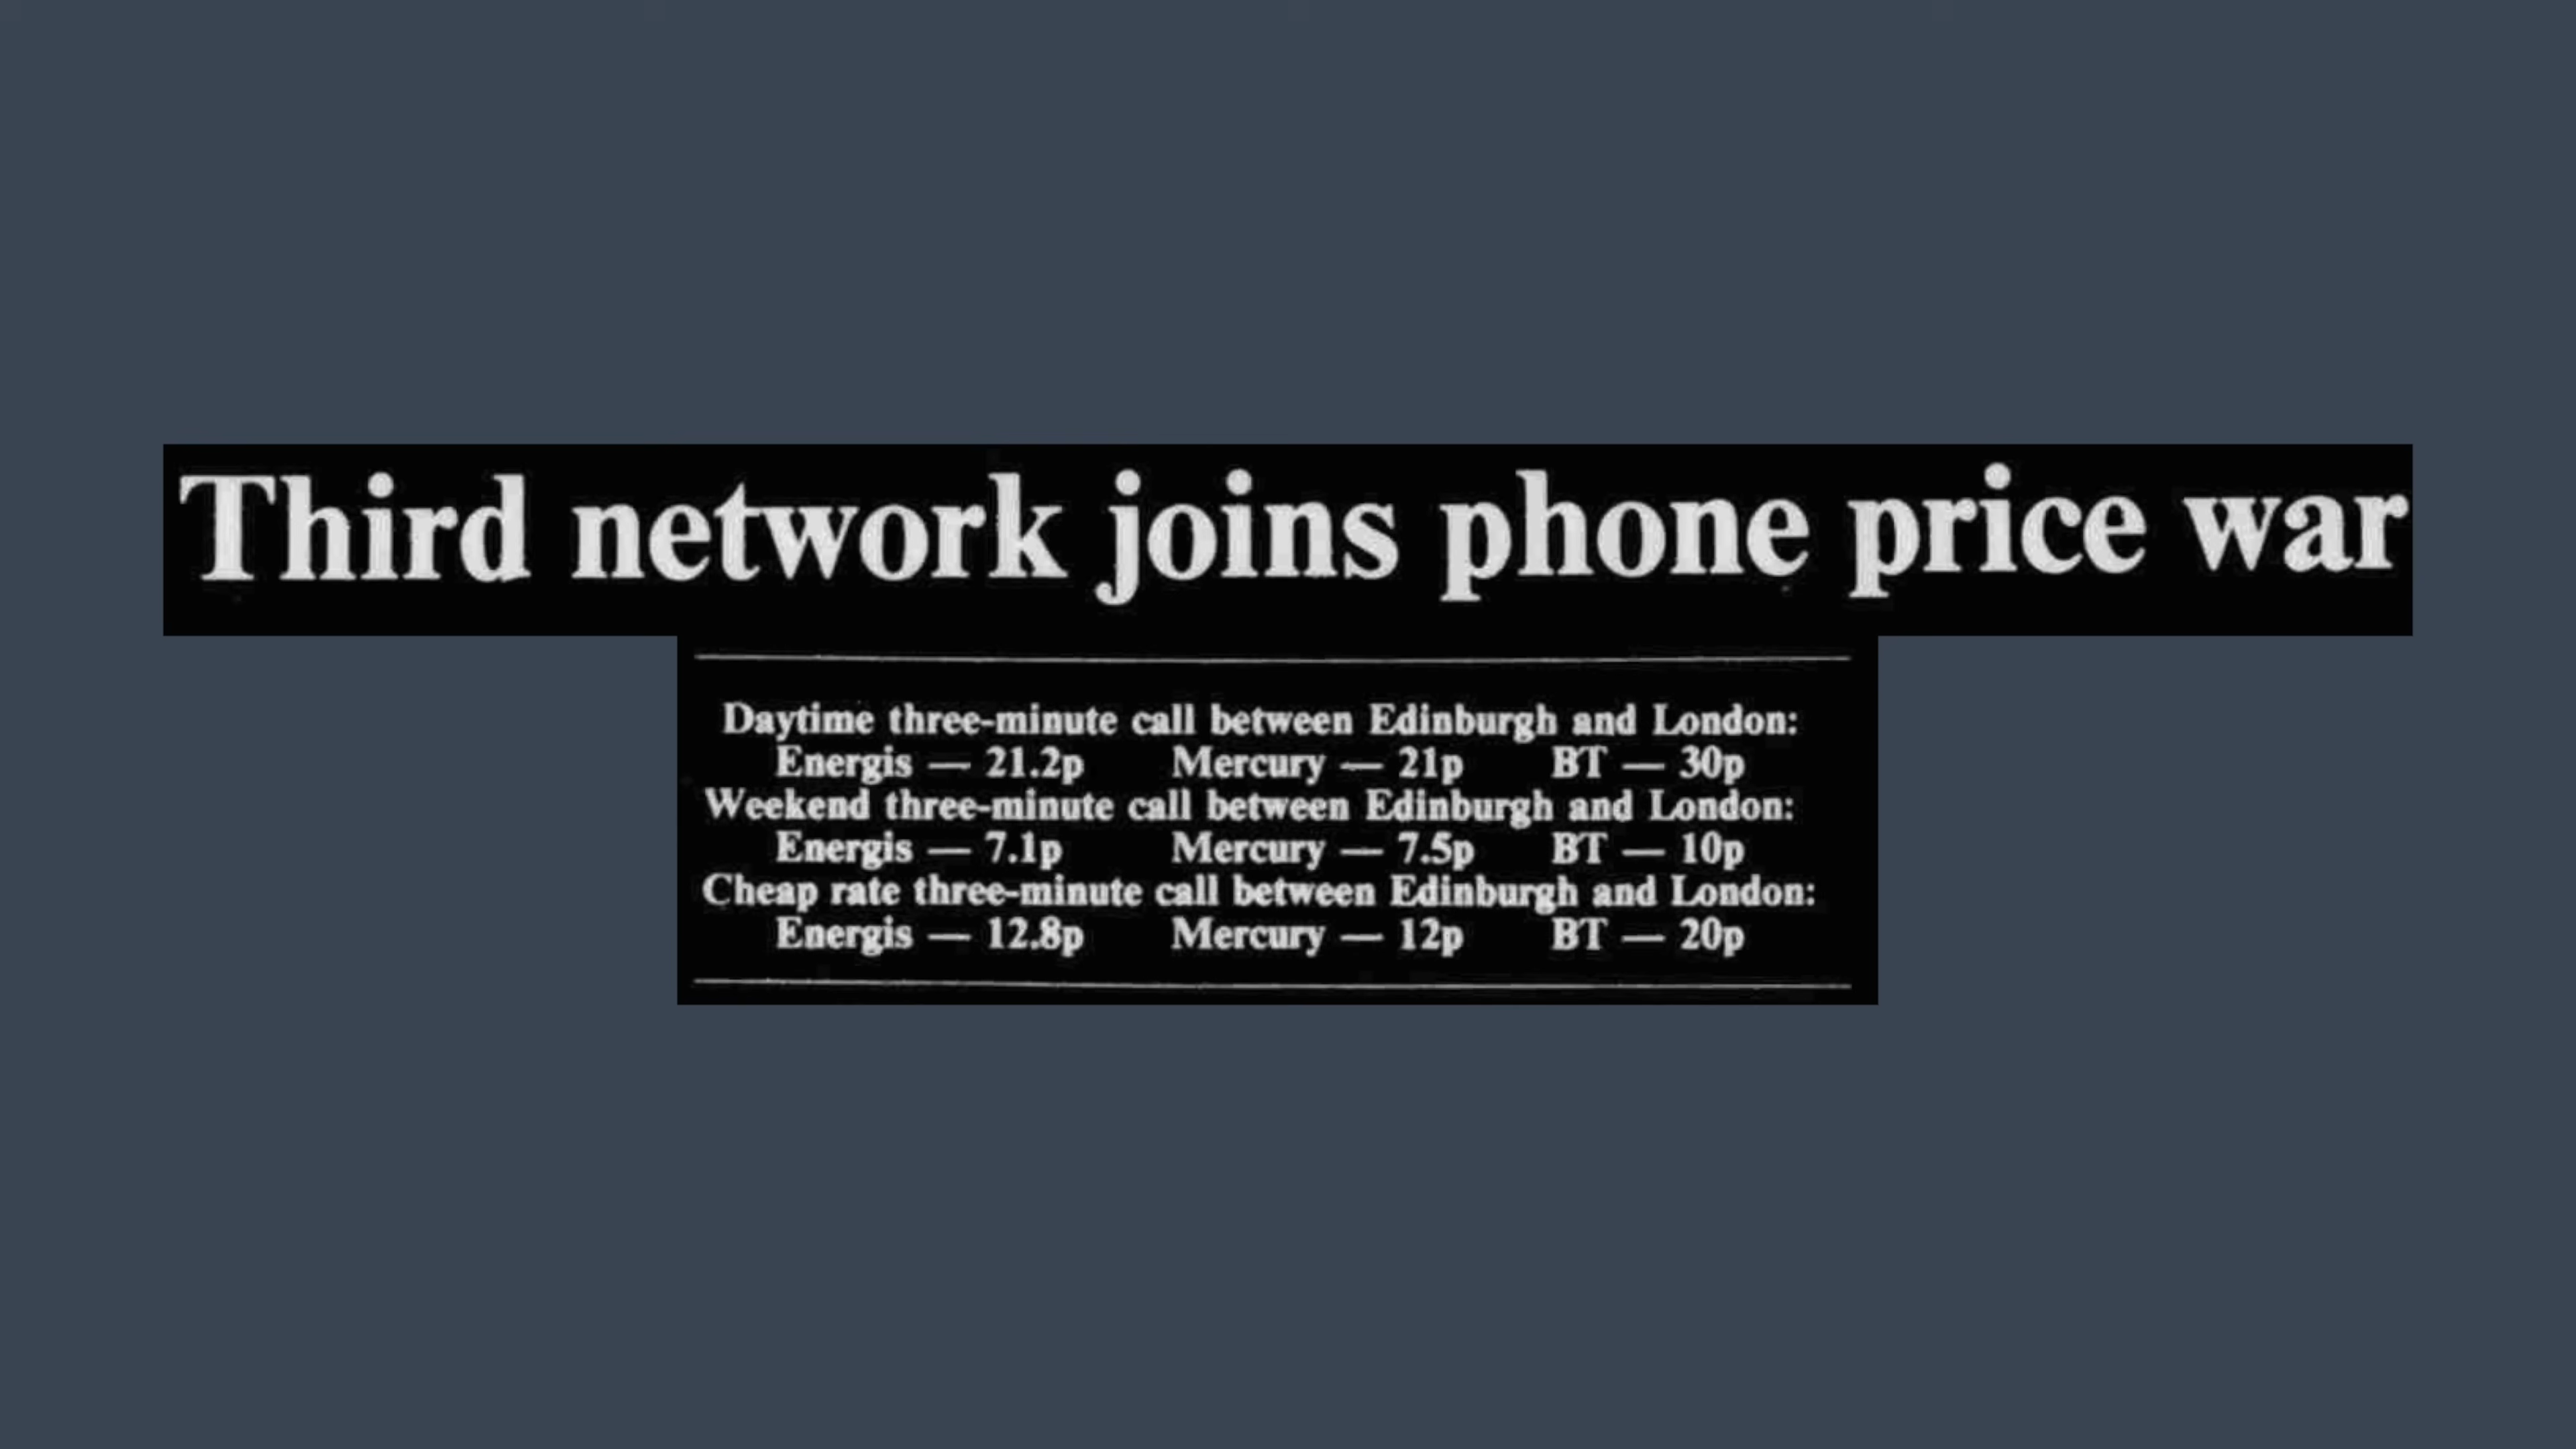 Third network joins phone price war
Daytime three-minute call between Edinburgh and London:
Energis — 21.2p Mercury — 21p BT — 30p
Weekend three-minute call between Edinburgh and London:
Energis — 7.1p Mercury — 7.5p BT — 10p
Cheap rate three-minute call between Edinburgh and London:
Energis — 12.8p Mercury — 12p BT — 20p